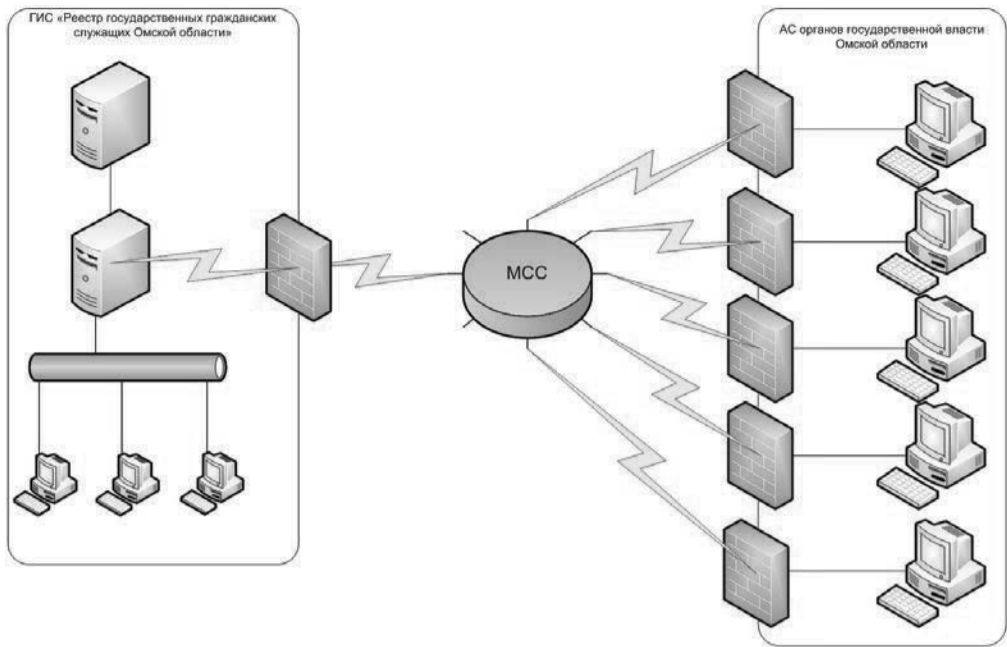 ГИС «Реестр государственных гражданских
служащих Омской области»
АС органов государственной власти
Омской области
МСС